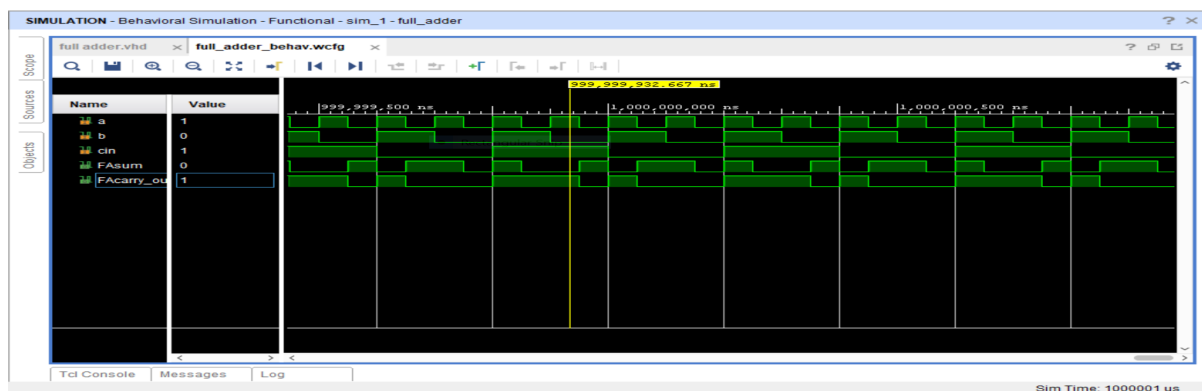 SIMULATION - Behavioral Simulation - Functional - sim_1 - full_adder
Scope
Sources
Objects
full adder.vhd
full_adder_behav.wcfg
999,999,932.667 ns
Name Value
999,999,500 ns 1,000,000,000 ns 1,000,000,500 ns
a 1
b 0
cin 1
FAsum 0
FAcarry_ou 1
Tcl Console Messages Log
Sim Time: 1000001 us